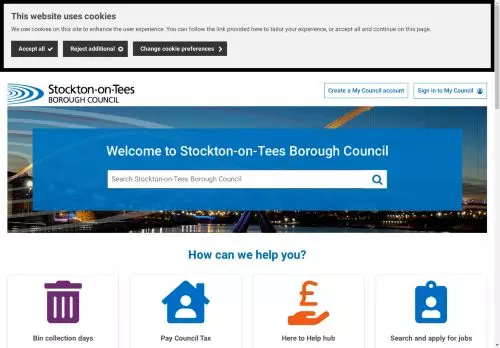 This website uses cookies
We use cookies on this site to enhance the user experience. You can follow the link provided here to tailor your experience, or accept all and continue on this page.
Accept all
Reject additional
Change cookie preferences
Stockton-on-Tees
BOROUGH COUNCIL
Create a My Council account
Sign in to My Council
Welcome to Stockton-on-Tees Borough Council
Search Stockton-on-Tees Borough Council
How can we help you?
Bin collection days
Pay Council Tax
Here to Help hub
Search and apply for jobs